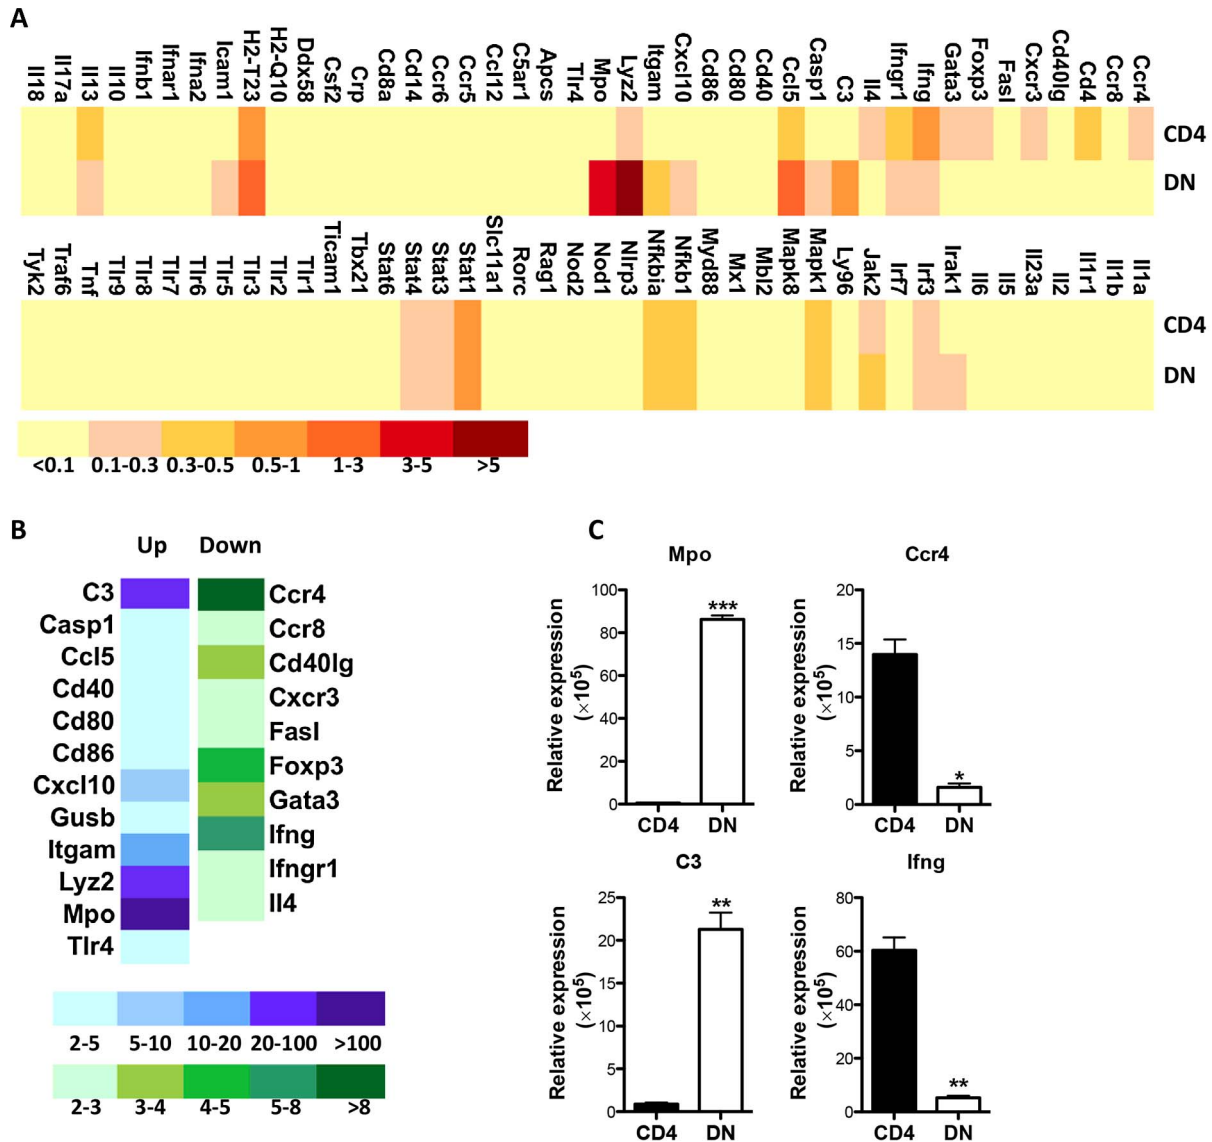 A
Il18 Il17a Il13 Il10 Ifnb1 Ifnar1 Ifna2 Icam1 H2-T23 H2-Q10 Ddx58 Csf2 Crp Cd8a Cd14 Ccr6 Ccr5 Ccl12 C5ar1 Apcs Tlr4 Mpo Lyz2 Itgam Cxcl10 Cd86 Cd80 Cd40 Ccl5 Casp1 C3 Il4 Ifngr1 Ifng Gata3 Foxp3 Fasl Cxcr3 Cd40lg Cd4 Ccr8 Ccr4
CD4
DN
Tyk2 Traf6 Tnf Tlr9 Tlr8 Tlr7 Tlr6 Tlr5 Tlr3 Tlr2 Tlr1 Ticam1 Tbx21 Stat6 Stat4 Stat3 Stat1 Slc11a1 Rorc Rag1 Nod2 Nod1 Nlrp3 Nfkbia Nfkb1 Myd88 Mx1 Mbl2 Mapk8 Mapk1 Ly96 Jak2 Irf7 Irf3 Irak1 Il6 Il5 Il23a Il2 Il1r1 Il1b Il1a
CD4
DN
<0.1 0.1-0.3 0.3-0.5 0.5-1 1-3 3-5 >5
B
Up Down
C3
Casp1
Ccl5
Cd40
Cd80
Cd86
Cxcl10
Gusb
Itgam
Lyz2
Mpo
Tlr4
Ccr4
Ccr8
Cd40lg
Cxcr3
Fasl
Foxp3
Gata3
Ifng
Ifngr1
Il4
2-5 5-10 10-20 20-100 >100
2-3 3-4 4-5 5-8 >8
C
Mpo
Relative expression
(×10⁵)
100
80
60
40
20
0
***
CD4 DN
Ccr4
Relative expression
(×10⁵)
20
15
10
5
0
*
CD4 DN
C3
Relative expression
(×10⁵)
25
20
15
10
5
0
**
CD4 DN
Ifng
Relative expression
(×10⁵)
80
60
40
20
0
**
CD4 DN